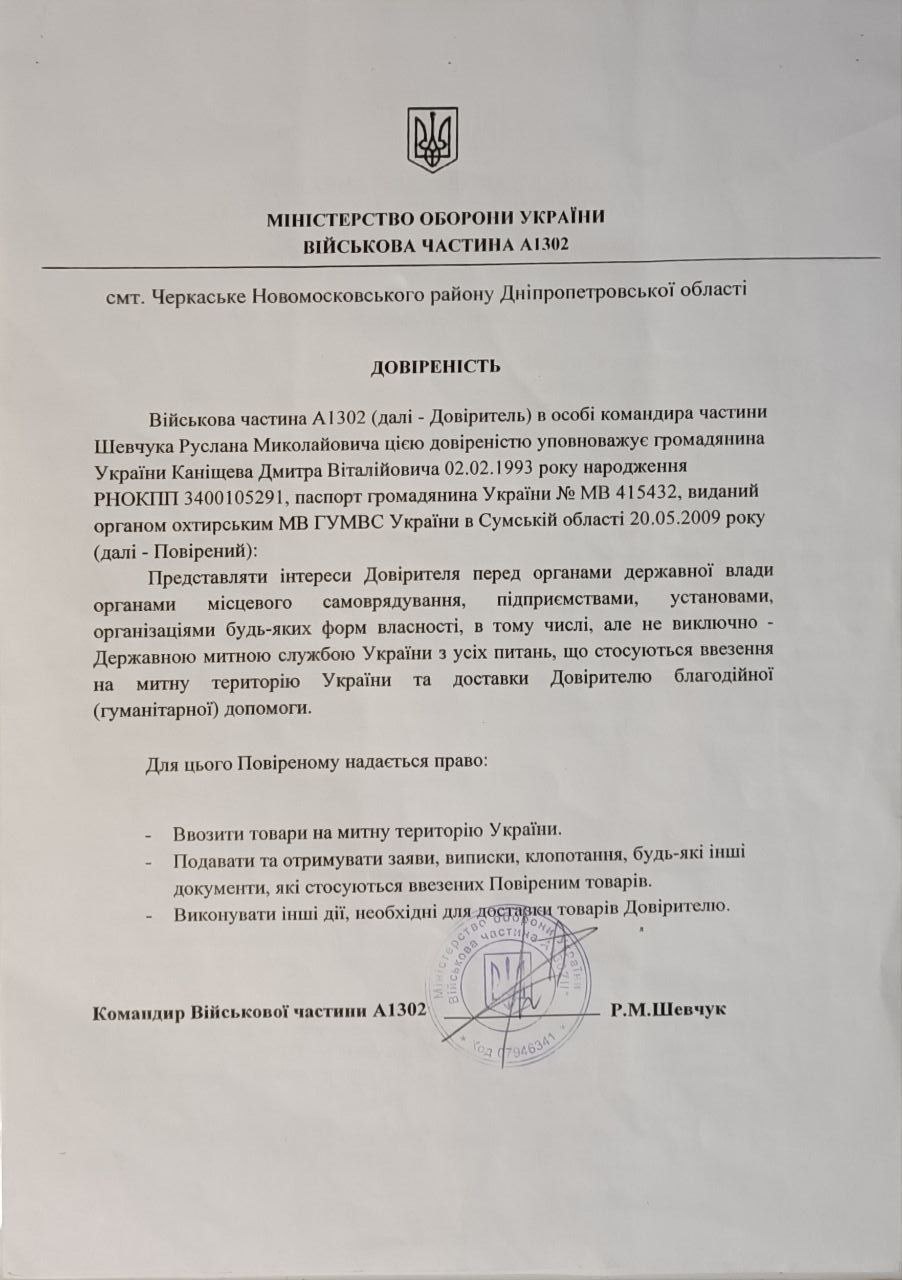 МІНІСТЕРСТВО ОБОРОНИ УКРАЇНИ
ВІЙСЬКОВА ЧАСТИНА А1302
смт. Черкаське Новомосковського району Дніпропетровської області
ДОВІРЕНІСТЬ
Військова частина А1302 (далі - Довіритель) в особі командира частини
Шевчука Руслана Миколайовича цією довіреністю уповноважує громадянина
України Каніщева Дмитра Віталійовича 02.02.1993 року народження
РНОКПП 3400105291, паспорт громадянина України № МВ 415432, виданий
органом охтирським МВ ГУМВС України в Сумській області 20.05.2009 року
(далі - Повірений):
Представляти інтереси Довірителя перед органами державної влади
органами місцевого самоврядування, підприємствами, установами,
організаціями будь-яких форм власності, в тому числі, але не виключно -
Державною митною службою України з усіх питань, що стосуються ввезення
на митну територію України та доставки Довірителю благодійної
(гуманітарної) допомоги.
Для цього Повіреному надається право:
- Ввозити товари на митну територію України.
- Подавати та отримувати заяви, виписки, клопотання, будь-які інші
документи, які стосуються ввезених Повіреним товарів.
- Виконувати інші дії, необхідні для доставки товарів Довірителю.
Міністерство оборони України
Військова частина
* Код 07946341 *
Командир Військової частини А1302 Р.М.Шевчук